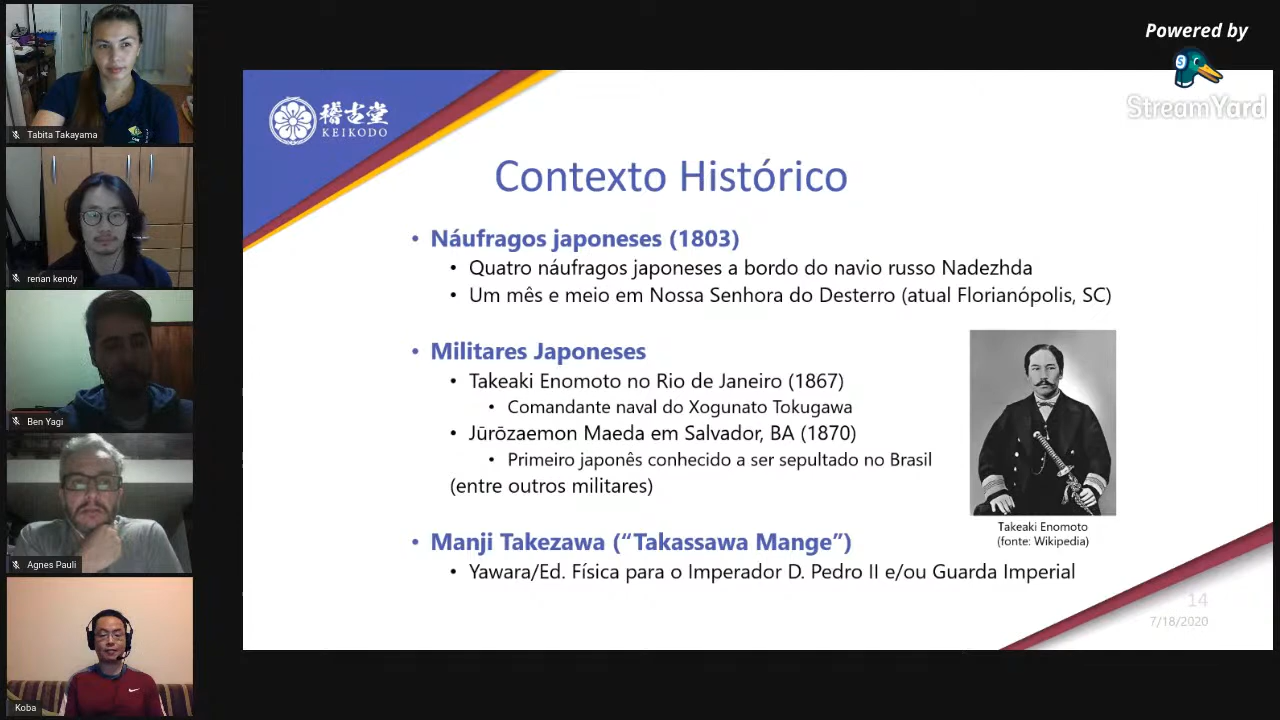 Powered by
StreamYard
Tabita Takayama
renan kendy
Ben Yagi
Agnes Pauli
Koba
稽古堂
KEIKODO
Contexto Histórico
• Náufragos japoneses (1803)
• Quatro náufragos japoneses a bordo do navio russo Nadezhda
• Um mês e meio em Nossa Senhora do Desterro (atual Florianópolis, SC)
• Militares Japoneses
• Takeaki Enomoto no Rio de Janeiro (1867)
• Comandante naval do Xogunato Tokugawa
• Jūrōzaemon Maeda em Salvador, BA (1870)
• Primeiro japonês conhecido a ser sepultado no Brasil
(entre outros militares)
Takeaki Enomoto
(fonte: Wikipedia)
• Manji Takezawa (“Takassawa Mange”)
• Yawara/Ed. Física para o Imperador D. Pedro II e/ou Guarda Imperial
14
7/18/2020